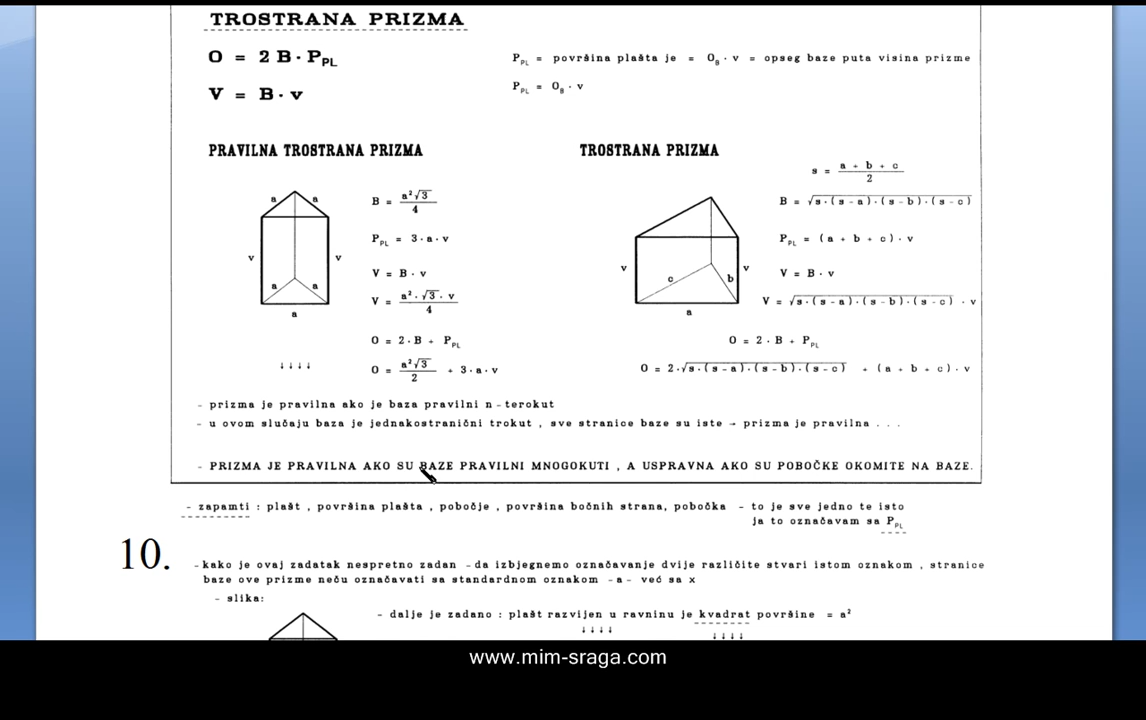 TROSTRANA PRIZMA
O = 2 B · P_PL
P_PL = površina plašta je = O_B · v = opseg baze puta visina prizme
V = B · v
P_PL = O_B · v
PRAVILNA TROSTRANA PRIZMA
a a
v v
a a
a
↓ ↓ ↓ ↓
B = a²√3 / 4
P_PL = 3 · a · v
V = B · v
V = a² · √3 · v / 4
O = 2 · B + P_PL
O = a²√3 / 2 + 3 · a · v
TROSTRANA PRIZMA
s = a + b + c / 2
B = √s · (s - a) · (s - b) · (s - c)
P_PL = (a + b + c) · v
V = B · v
V = √s · (s - a) · (s - b) · (s - c) · v
v v
c b
a
O = 2 · B + P_PL
O = 2 · √s · (s - a) · (s - b) · (s - c) + (a + b + c) · v
- prizma je pravilna ako je baza pravilni n - terokut
- u ovom slučaju baza je jednakostranični trokut , sve stranice baze su iste → prizma je pravilna . . .
- PRIZMA JE PRAVILNA AKO SU BAZE PRAVILNI MNOGOKUTI , A USPRAVNA AKO SU POBOČKE OKOMITE NA BAZE.
- zapamti : plašt , površina plašta , pobočje , površina bočnih strana, pobočka - to je sve jedno te isto
ja to označavam sa P_PL
10.
- kako je ovaj zadatak nespretno zadan - da izbjegnemo označavanje dvije različite stvari istom oznakom , stranice
baze ove prizme neću označavati sa standardnom oznakom - a - već sa x
- slika:
- dalje je zadano : plašt razvijen u ravninu je kvadrat površine = a²
↓ ↓ ↓ ↓ ↓ ↓ ↓ ↓
www.mim-sraga.com